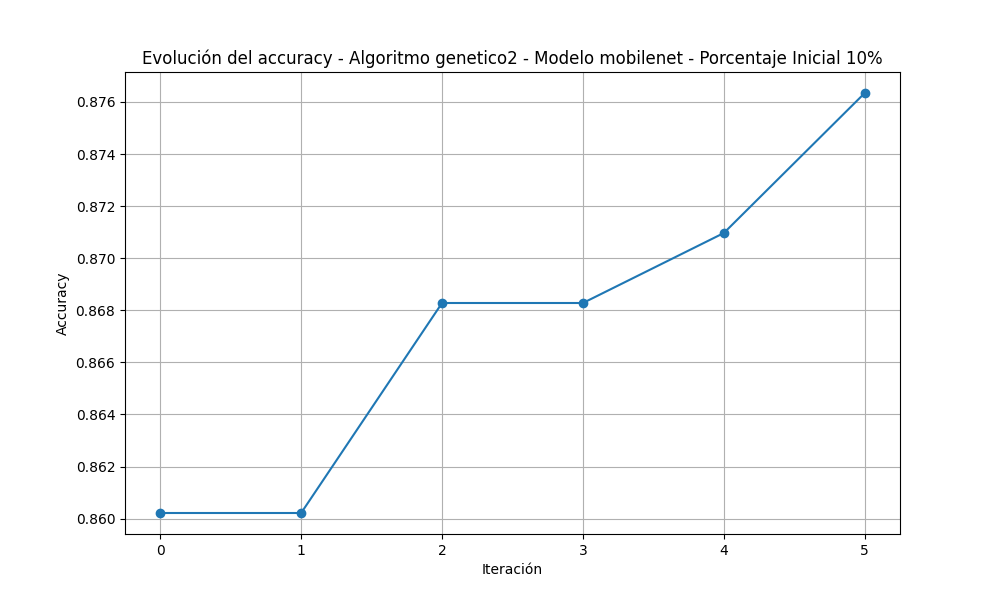 Evolución del accuracy - Algoritmo genetico2 - Modelo mobilenet - Porcentaje Inicial 10%
0.876
0.874
0.872
0.870
0.868
0.866
0.864
0.862
0.860
Accuracy
0 1 2 3 4 5
Iteración